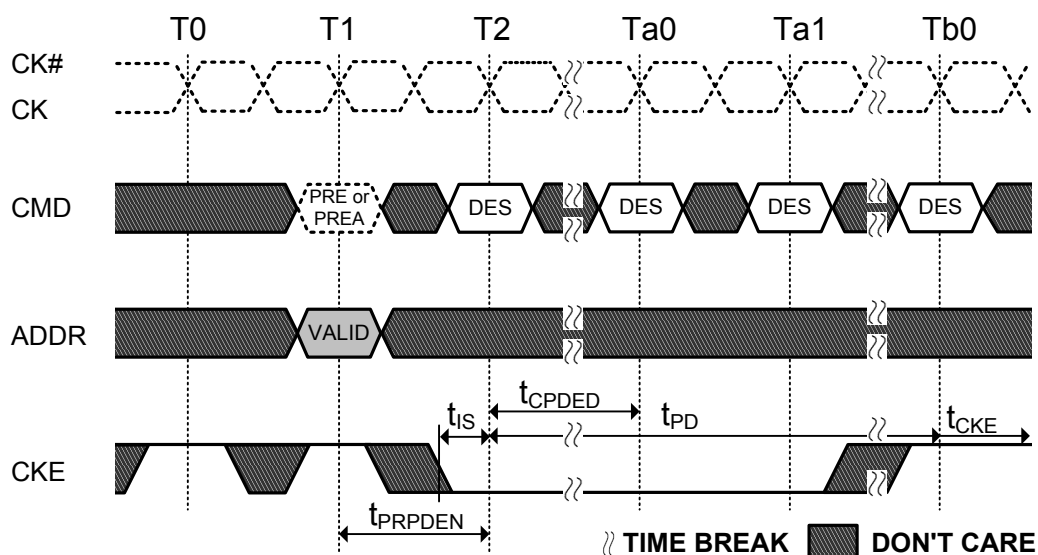 T0 T1 T2 Ta0 Ta1 Tb0
CK#
CK
CMD PRE or PREA DES DES DES DES
ADDR VALID
tCPDED
tIS tPD tCKE
CKE
tPRPDEN
TIME BREAK DON'T CARE